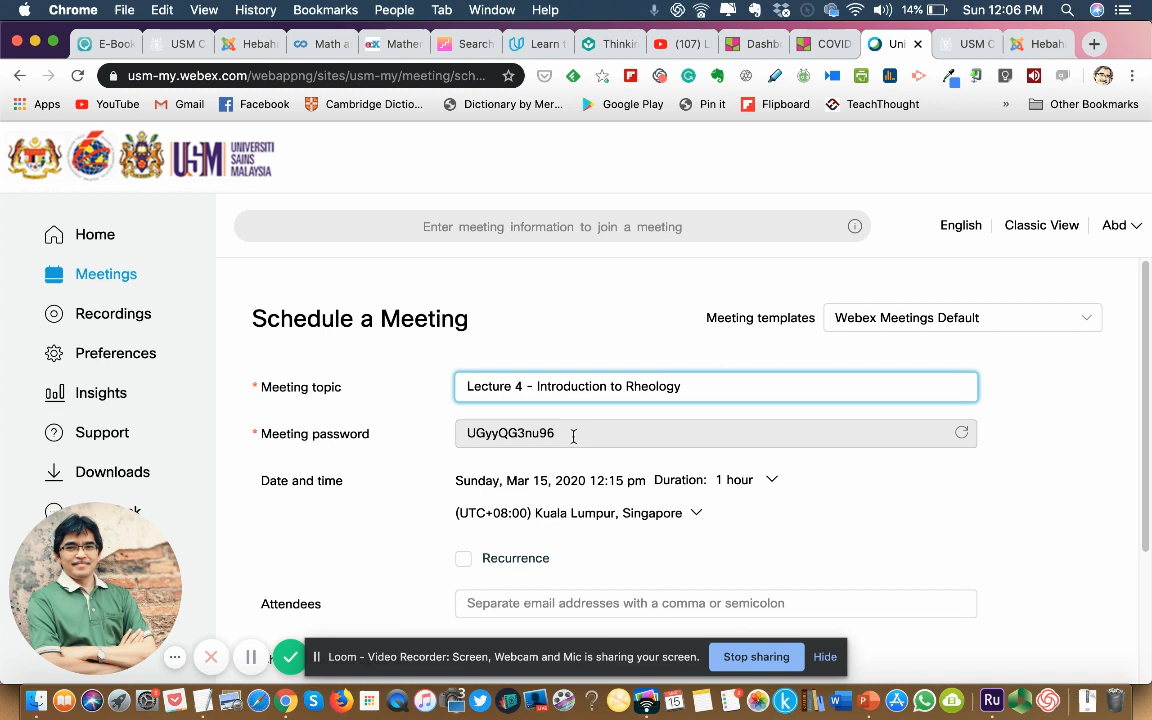 Chrome File Edit View History Bookmarks People Tab Window Help 14% Sun 12:06 PM
E-Book USM C Hebah Math a Mather Search Learn t Thinkin (107) L Dashb COVID Uni USM C Hebah
usm-my.webex.com/webappng/sites/usm-my/meeting/sch...
Apps YouTube Gmail Facebook Cambridge Dictio... Dictionary by Mer... Google Play Pin it Flipboard TeachThought » Other Bookmarks
USM UNIVERSITI SAINS MALAYSIA
Enter meeting information to join a meeting
English Classic View Abd
Home
Meetings
Recordings
Preferences
Insights
Support
Downloads
Schedule a Meeting
Meeting templates Webex Meetings Default
* Meeting topic Lecture 4 - Introduction to Rheology
* Meeting password UGyyQG3nu96
Date and time Sunday, Mar 15, 2020 12:15 pm Duration: 1 hour
(UTC+08:00) Kuala Lumpur, Singapore
Recurrence
Attendees Separate email addresses with a comma or semicolon
Loom – Video Recorder: Screen, Webcam and Mic is sharing your screen. Stop sharing Hide